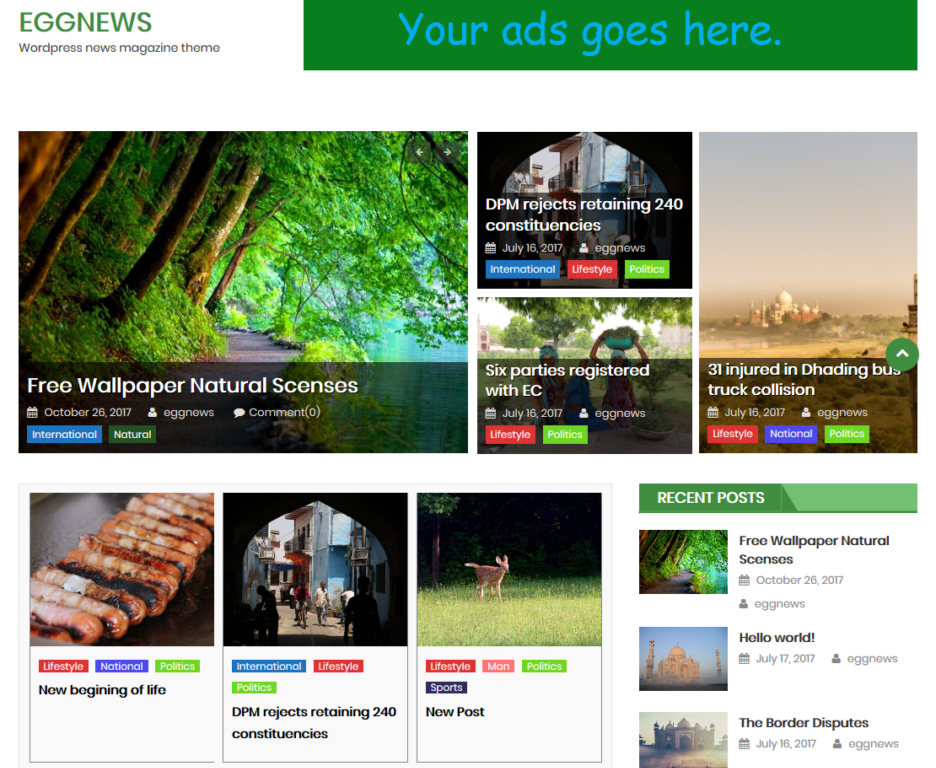 EGGNEWS
Wordpress news magazine theme
Your ads goes here.
Free Wallpaper Natural Scenses
October 26, 2017 eggnews Comment(0)
International Natural
DPM rejects retaining 240
constituencies
July 16, 2017 eggnews
International Lifestyle Politics
Six parties registered
with EC
July 16, 2017 eggnews
Lifestyle Politics
31 injured in Dhading bus
truck collision
July 16, 2017 eggnews
Lifestyle National Politics
Lifestyle National Politics
New begining of life
International Lifestyle
Politics
DPM rejects retaining 240
constituencies
Lifestyle Man Politics
Sports
New Post
RECENT POSTS
Free Wallpaper Natural
Scenses
October 26, 2017
eggnews
Hello world!
July 17, 2017 eggnews
The Border Disputes
July 16, 2017 eggnews